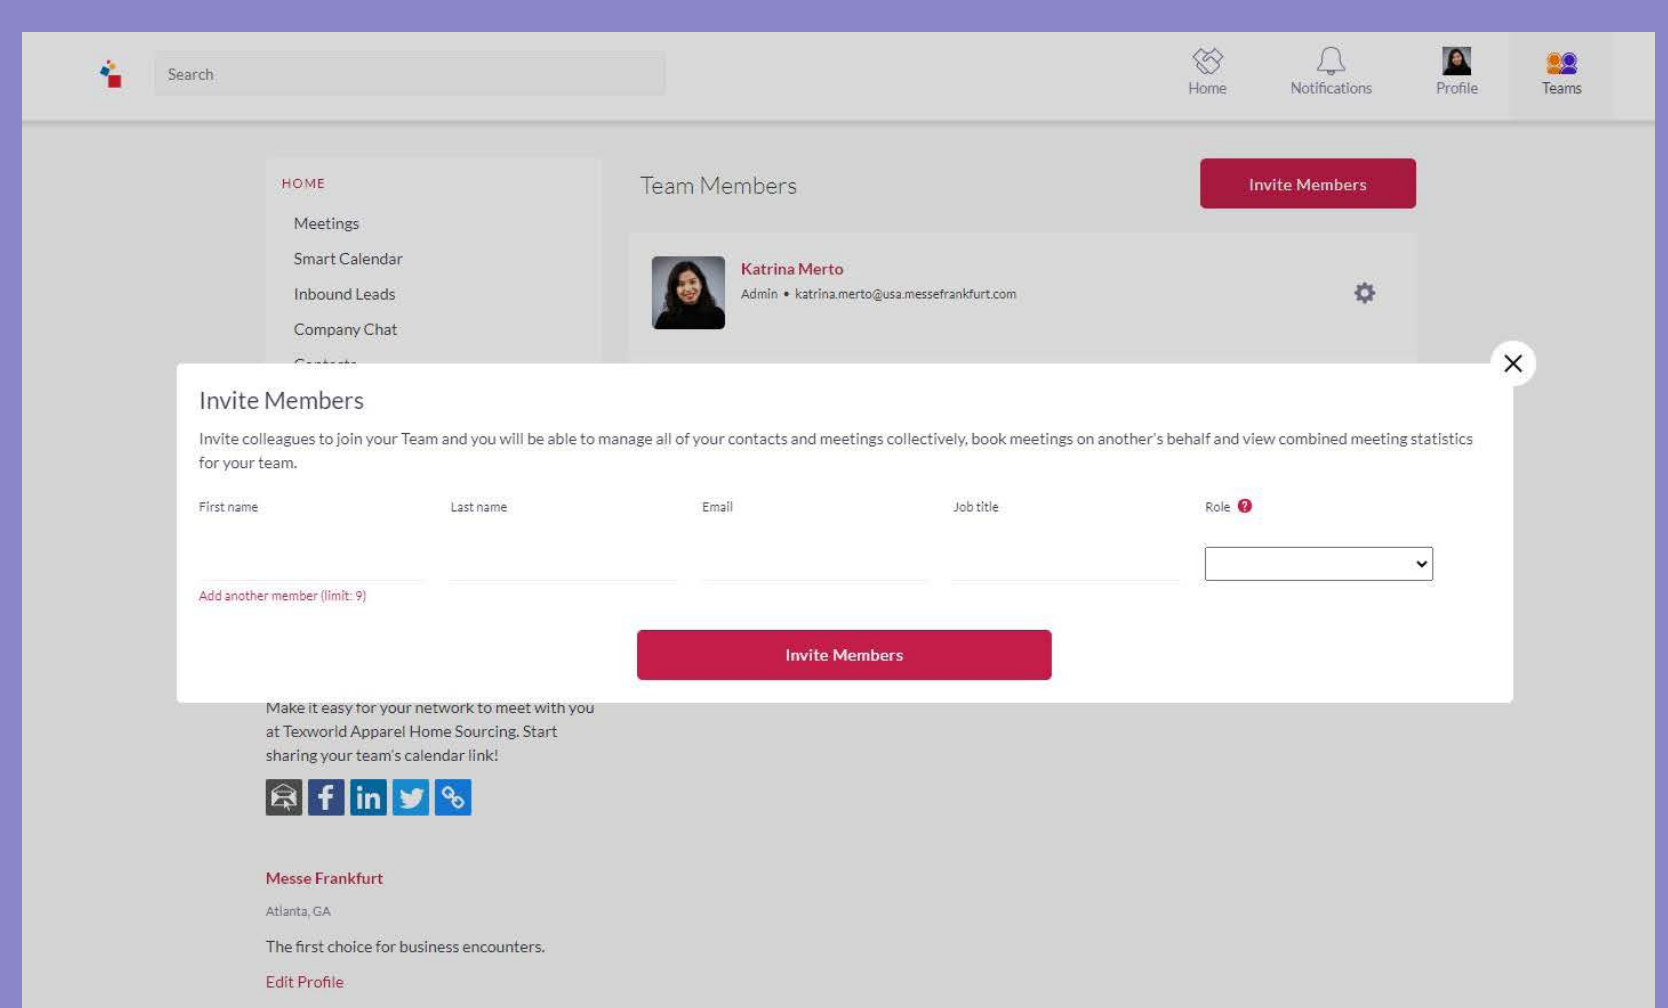 Search
Home
Notifications
Profile
Teams
HOME
Meetings
Smart Calendar
Inbound Leads
Company Chat
Team Members
Invite Members
Katrina Merto
Admin • katrina.merto@usa.messefrankfurt.com
Invite Members
Invite colleagues to join your Team and you will be able to manage all of your contacts and meetings collectively, book meetings on another's behalf and view combined meeting statistics
for your team.
First name
Last name
Email
Job title
Role ?
Add another member (limit: 9)
Invite Members
Make it easy for your network to meet with you
at Texworld Apparel Home Sourcing. Start
sharing your team's calendar link!
Messe Frankfurt
Atlanta, GA
The first choice for business encounters.
Edit Profile